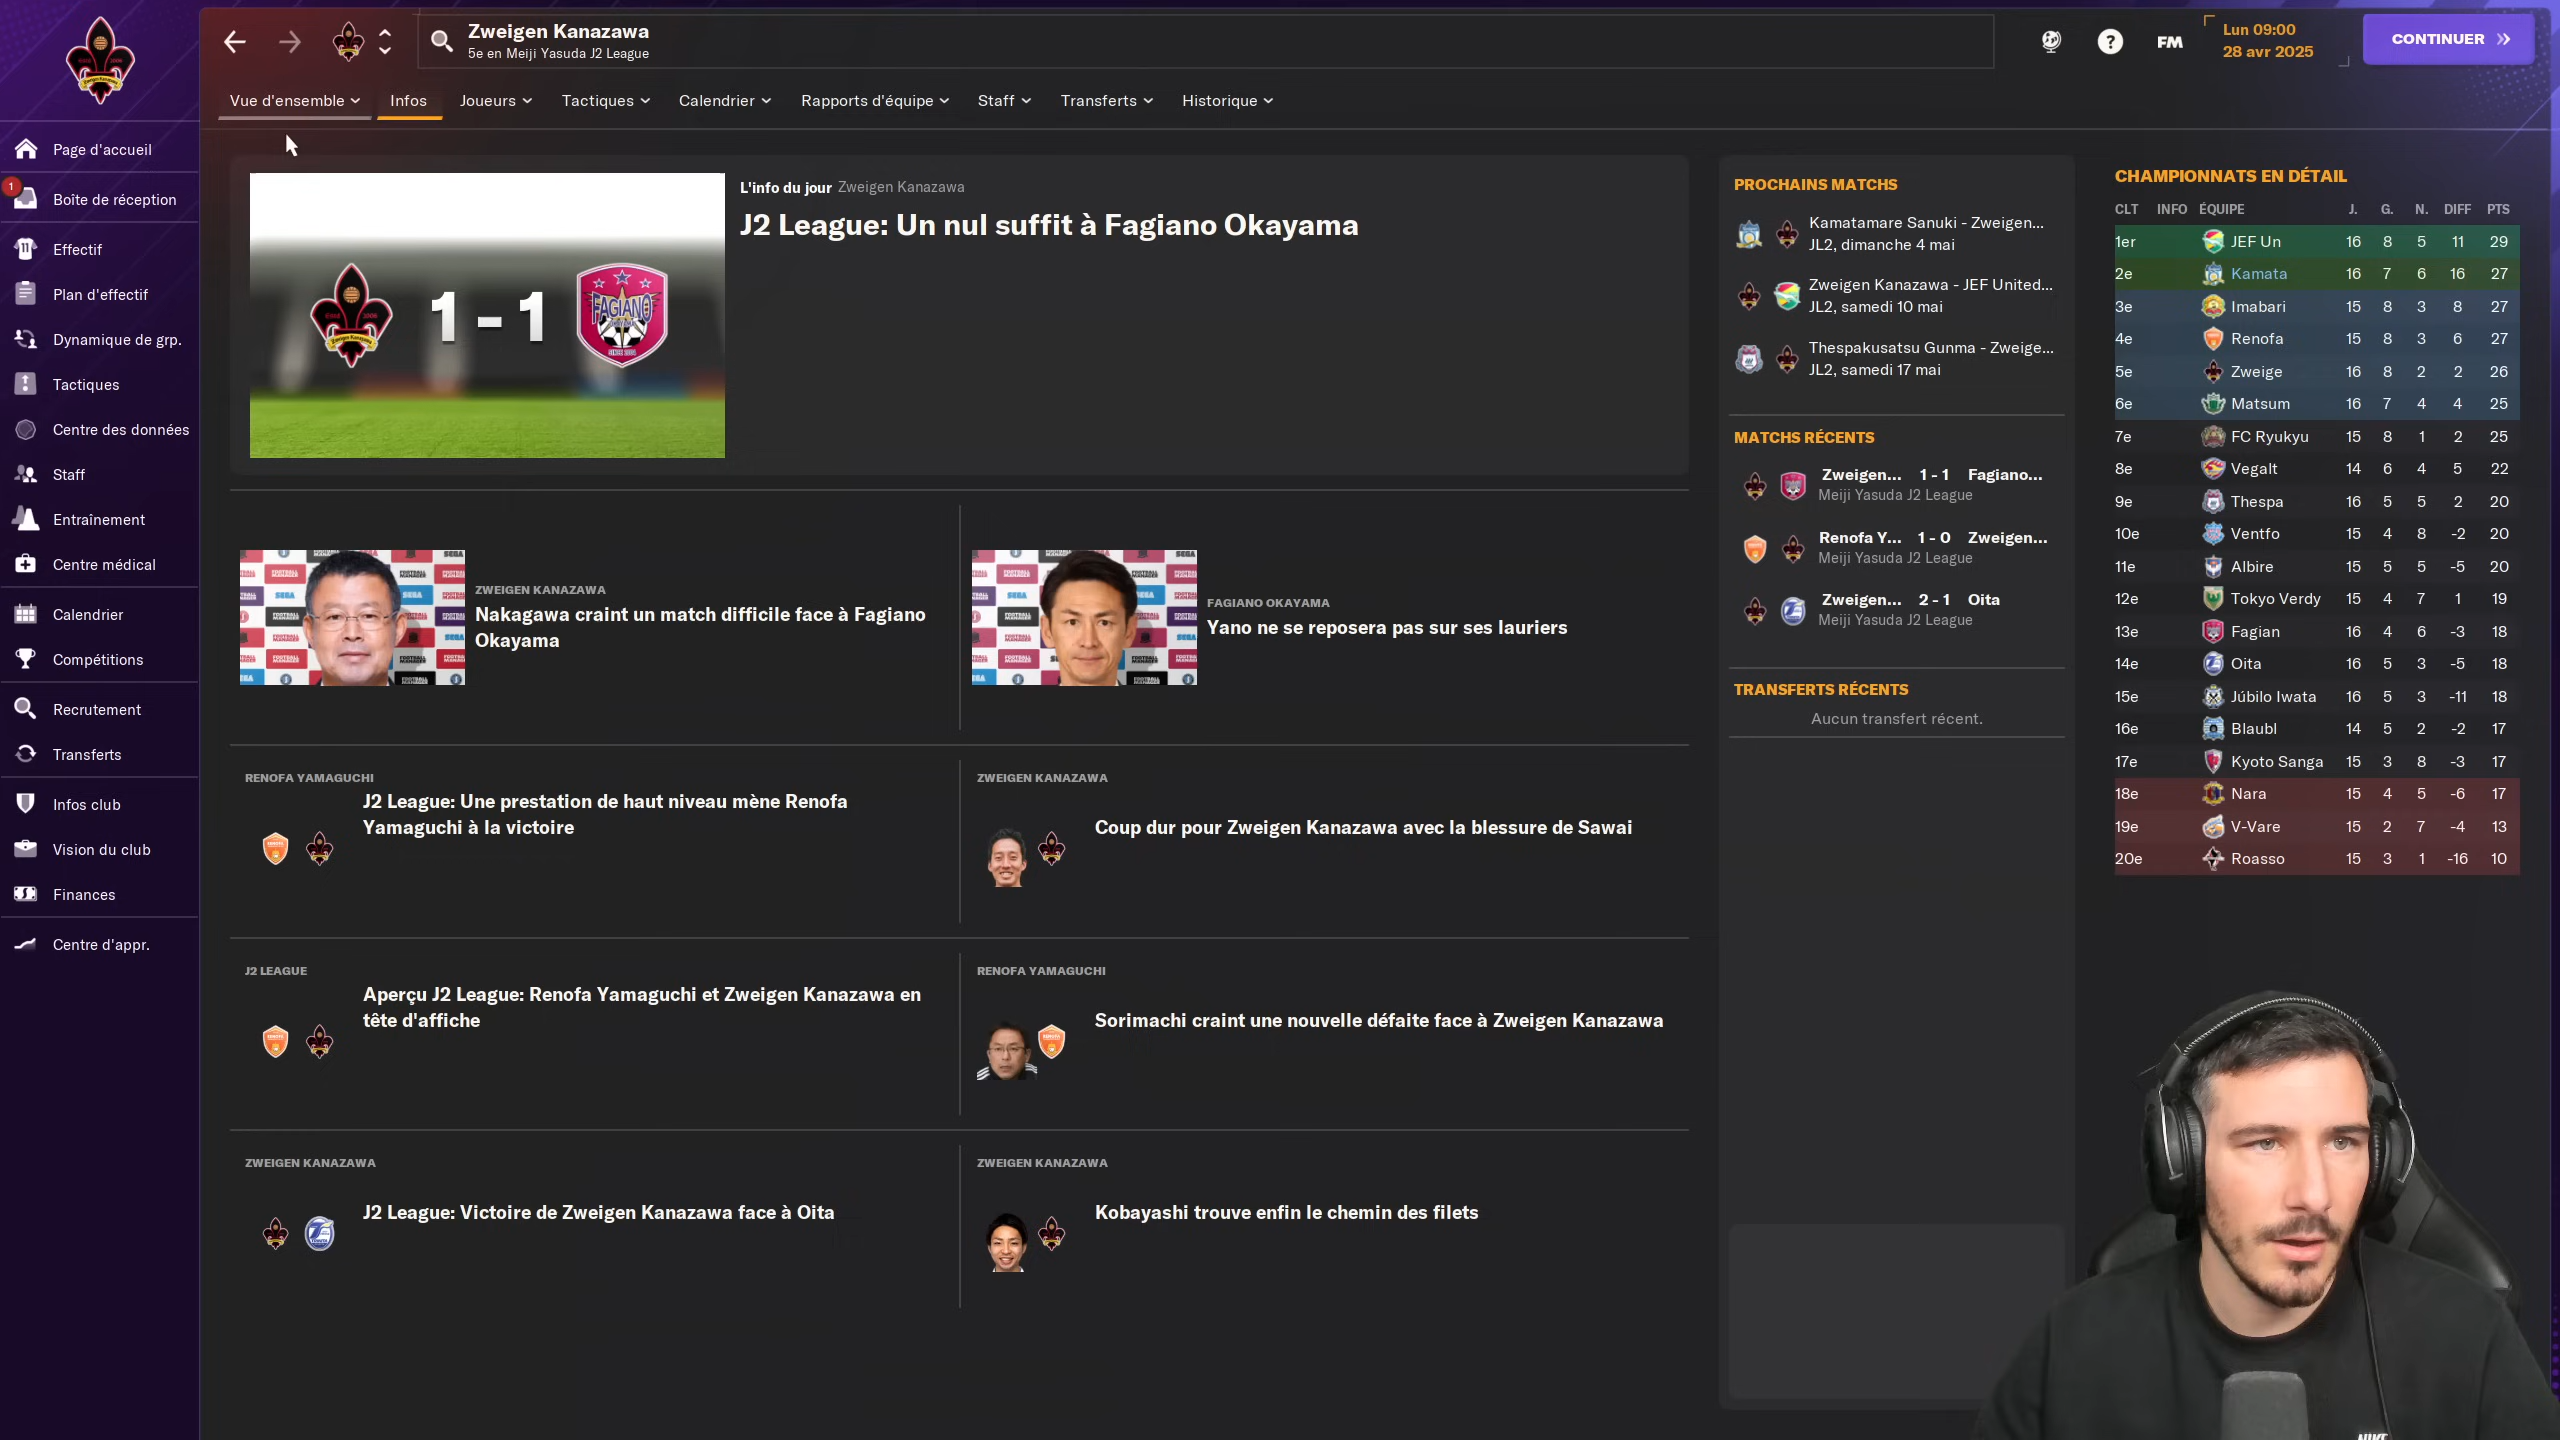 Zweigen Kanazawa
5e en Meiji Yasuda J2 League
FM
Lun 09:00
28 avr 2025
CONTINUER
Vue d'ensemble
Infos
Joueurs
Tactiques
Calendrier
Rapports d'équipe
Staff
Transferts
Historique
Page d'accueil
1
Boîte de réception
Effectif
Plan d'effectif
Dynamique de grp.
Tactiques
Centre des données
Staff
Entraînement
Centre médical
Calendrier
Compétitions
Recrutement
Transferts
Infos club
Vision du club
Finances
Centre d'appr.
L'info du jour Zweigen Kanazawa
J2 League: Un nul suffit à Fagiano Okayama
1 - 1
FAGIANO
ZWEIGEN KANAZAWA
Nakagawa craint un match difficile face à Fagiano
Okayama
FAGIANO OKAYAMA
Yano ne se reposera pas sur ses lauriers
RENOFA YAMAGUCHI
J2 League: Une prestation de haut niveau mène Renofa
Yamaguchi à la victoire
ZWEIGEN KANAZAWA
Coup dur pour Zweigen Kanazawa avec la blessure de Sawai
J2 LEAGUE
Aperçu J2 League: Renofa Yamaguchi et Zweigen Kanazawa en
tête d'affiche
RENOFA YAMAGUCHI
Sorimachi craint une nouvelle défaite face à Zweigen Kanazawa
ZWEIGEN KANAZAWA
J2 League: Victoire de Zweigen Kanazawa face à Oita
ZWEIGEN KANAZAWA
Kobayashi trouve enfin le chemin des filets
PROCHAINS MATCHS
Kamatamare Sanuki - Zweigen...
JL2, dimanche 4 mai
Zweigen Kanazawa - JEF United...
JL2, samedi 10 mai
Thespakusatsu Gunma - Zweige...
JL2, samedi 17 mai
MATCHS RÉCENTS
Zweigen... 1 - 1 Fagiano...
Meiji Yasuda J2 League
Renofa Y... 1 - 0 Zweigen...
Meiji Yasuda J2 League
Zweigen... 2 - 1 Oita
Meiji Yasuda J2 League
TRANSFERTS RÉCENTS
Aucun transfert récent.
CHAMPIONNATS EN DÉTAIL
CLT INFO ÉQUIPE J. G. N. DIFF PTS
1er JEF Un 16 8 5 11 29
2e Kamata 16 7 6 16 27
3e Imabari 15 8 3 8 27
4e Renofa 15 8 3 6 27
5e Zweige 16 8 2 2 26
6e Matsum 16 7 4 4 25
7e FC Ryukyu 15 8 1 2 25
8e Vegalt 14 6 4 5 22
9e Thespa 16 5 5 2 20
10e Ventfo 15 4 8 -2 20
11e Albire 15 5 5 -5 20
12e Tokyo Verdy 15 4 7 1 19
13e Fagian 16 4 6 -3 18
14e Oita 16 5 3 -5 18
15e Júbilo Iwata 16 5 3 -11 18
16e Blaubl 14 5 2 -2 17
17e Kyoto Sanga 15 3 8 -3 17
18e Nara 15 4 5 -6 17
19e V-Vare 15 2 7 -4 13
20e Roasso 15 3 1 -16 10